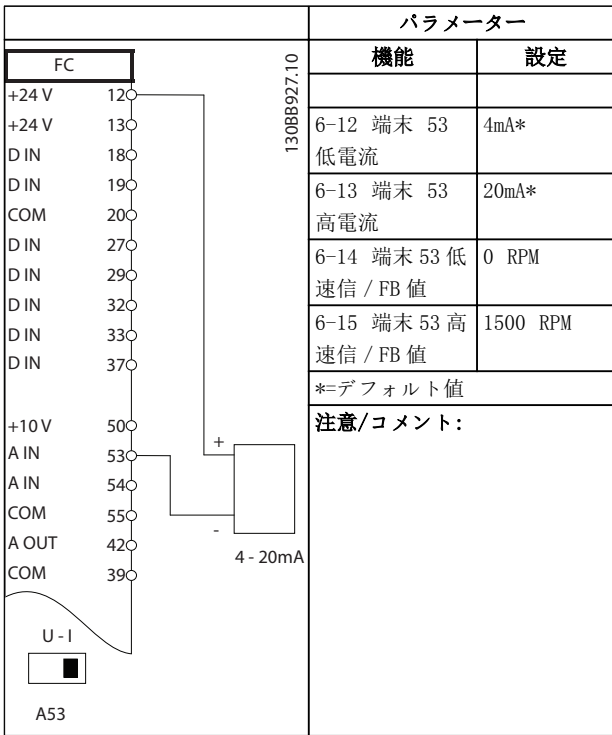 FC
130BB927.10
+24 V 12
+24 V 13
D IN 18
D IN 19
COM 20
D IN 27
D IN 29
D IN 32
D IN 33
D IN 37
+10 V 50
A IN 53
A IN 54
COM 55
A OUT 42
COM 39
+
-
4 - 20mA
U - I
A53
パラメーター
機能 設定
6-12 端末 53 4mA*
低電流
6-13 端末 53 20mA*
高電流
6-14 端末 53 低 0 RPM
速信 / FB 値
6-15 端末 53 高 1500 RPM
速信 / FB 値
*=デフォルト値
注意/コメント: